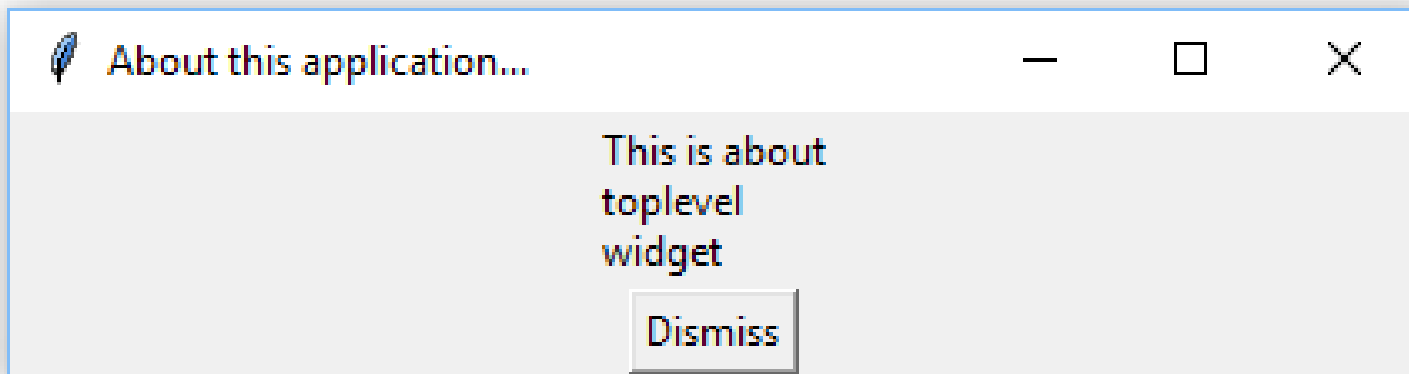 About this application...
This is about
toplevel
widget
Dismiss